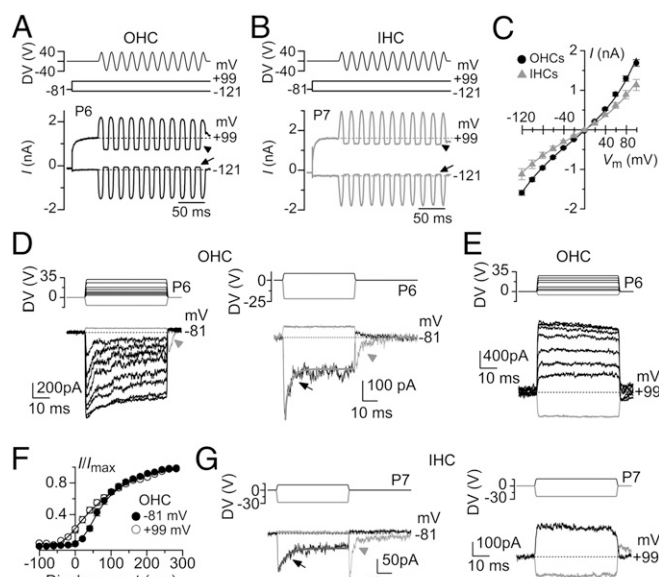 A
OHC
DV (V)
40
0
-40
mV
+99
-81
-121
P6
I (nA)
2
0
-2
mV
+99
-121
50 ms
B
IHC
DV (V)
40
0
-40
mV
+99
-81
-121
P7
I (nA)
2
0
-2
mV
+99
-121
50 ms
C
I (nA)
OHCs
IHCs
2
1
-1
-2
-120
-80
-40
40
80
Vm (mV)
D
OHC
DV (V)
35
0
P6
mV
-81
200pA
10 ms
DV (V)
0
-25
P6
mV
-81
100 pA
10 ms
E
OHC
DV (V)
35
0
P6
400pA
10 ms
mV
+99
F
I/Imax
0.8
0.4
OHC
-81 mV
+99 mV
-100
0
100
200
300
G
IHC
DV (V)
0
-30
P7
mV
-81
50pA
10 ms
DV (V)
0
-30
P7
100pA
10 ms
mV
+99